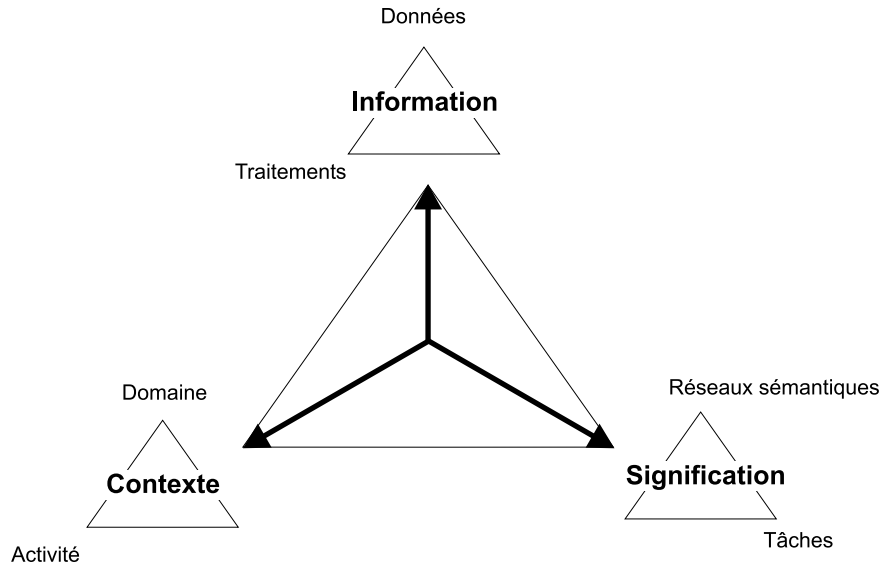 Données
Information
Traitements
Domaine
Réseaux sémantiques
Contexte
Signification
Activité
Tâches